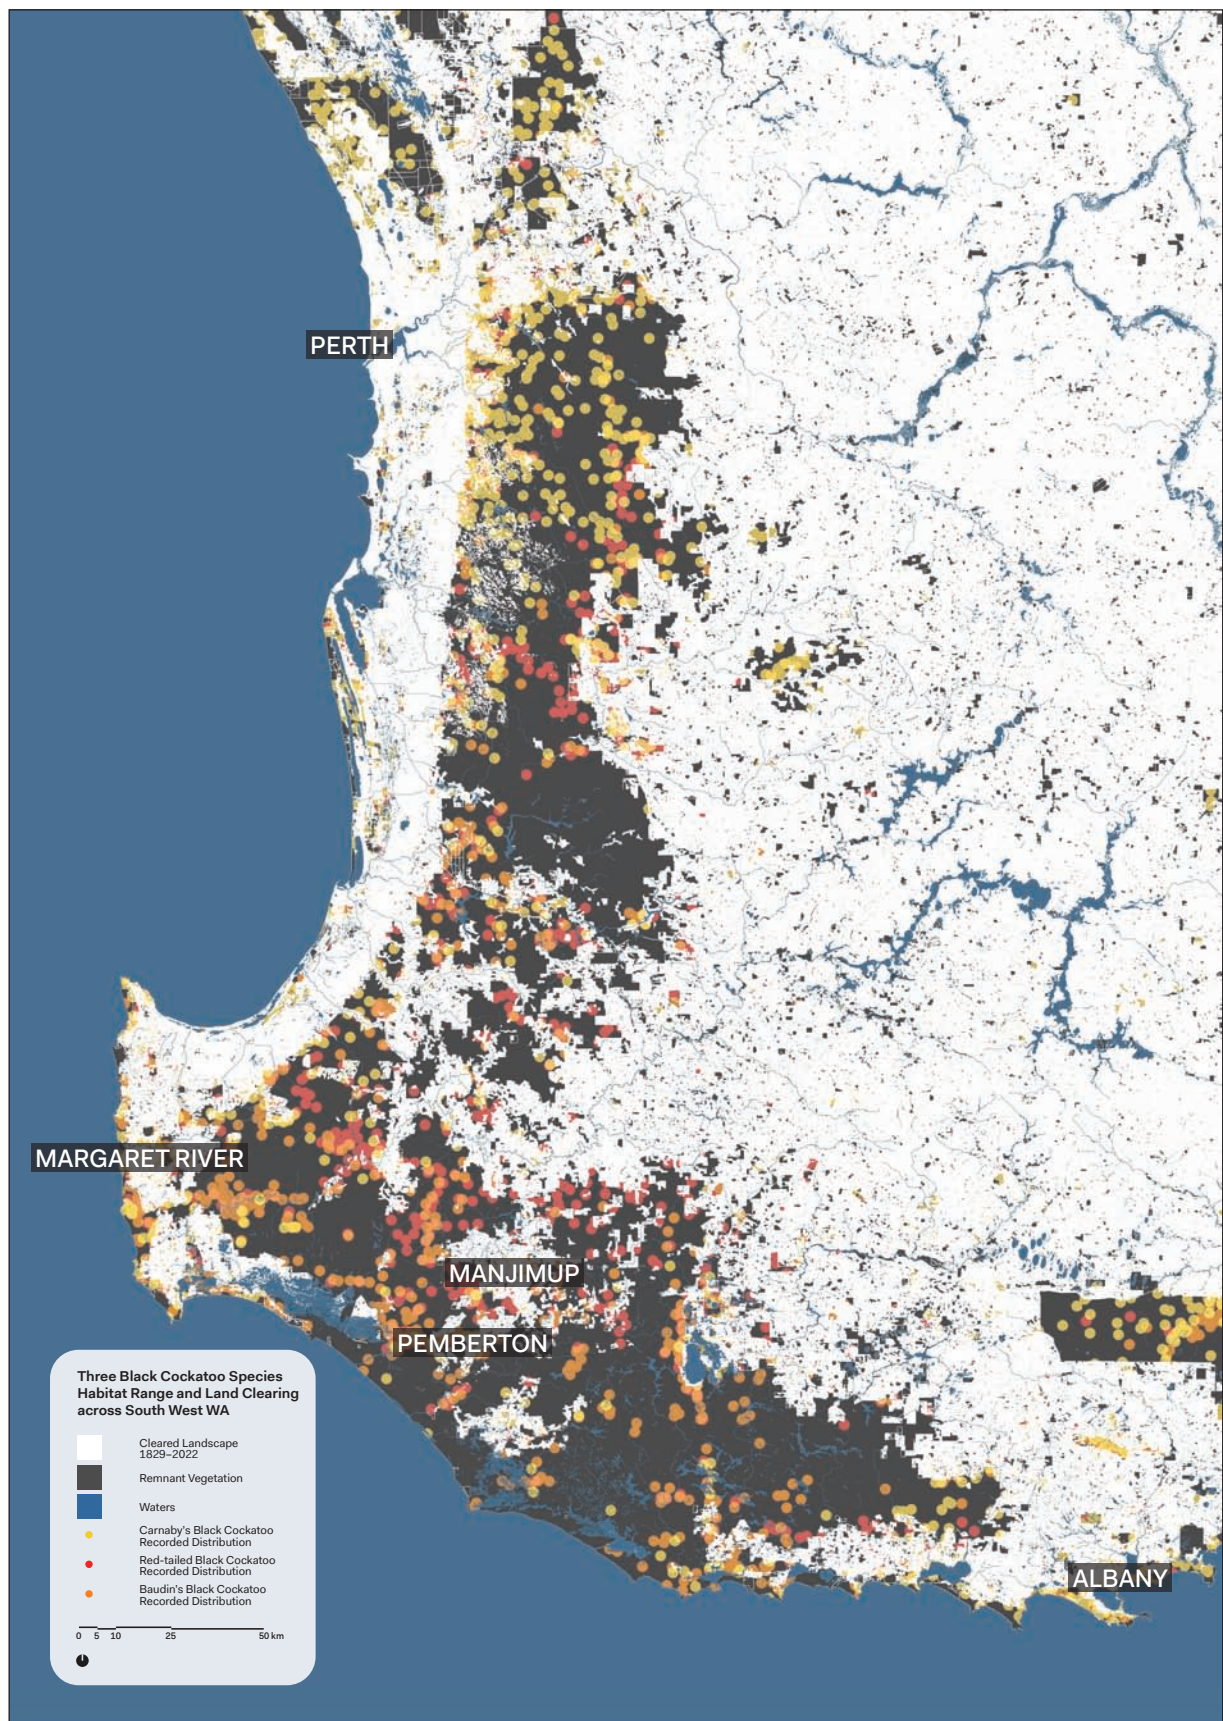 PERTH
MARGARET RIVER
MANJIMUP
PEMBERTON
ALBANY
Three Black Cockatoo Species
Habitat Range and Land Clearing
across South West WA
Cleared Landscape
1829–2022
Remnant Vegetation
Waters
Carnaby's Black Cockatoo
Recorded Distribution
Red-tailed Black Cockatoo
Recorded Distribution
Baudin's Black Cockatoo
Recorded Distribution
0 5 10 25 50 km